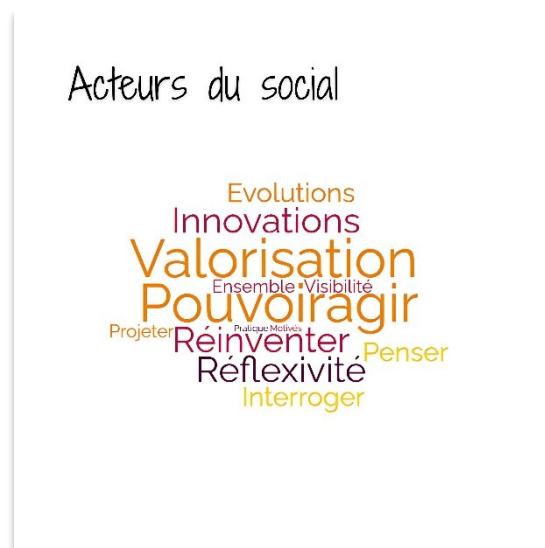 Acteurs du social
Evolutions
Innovations
Valorisation
Ensemble Visibilité
Pouvoiragir
Projeter Pratique Motivés
Réinventer Penser
Réflexivité
Interroger